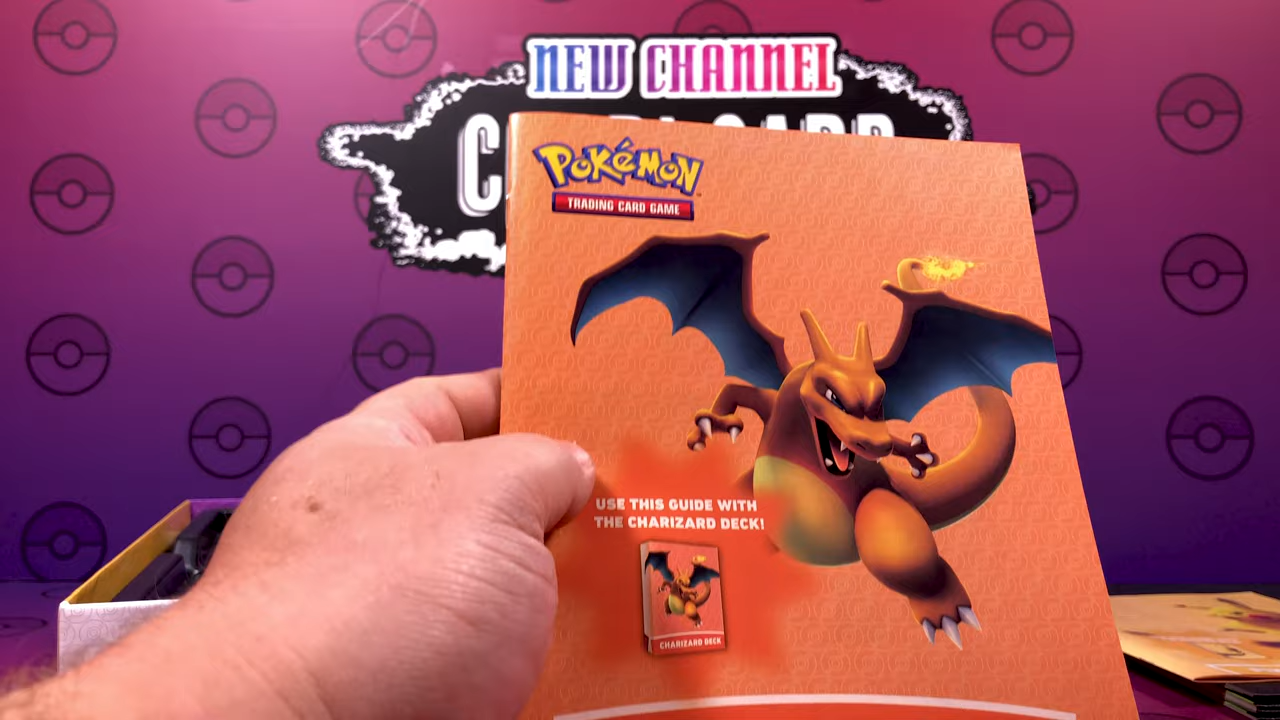 NEW CHANNEL
POKéMON
TRADING CARD GAME
USE THIS GUIDE WITH
THE CHARIZARD DECK!
CHARIZARD DECK